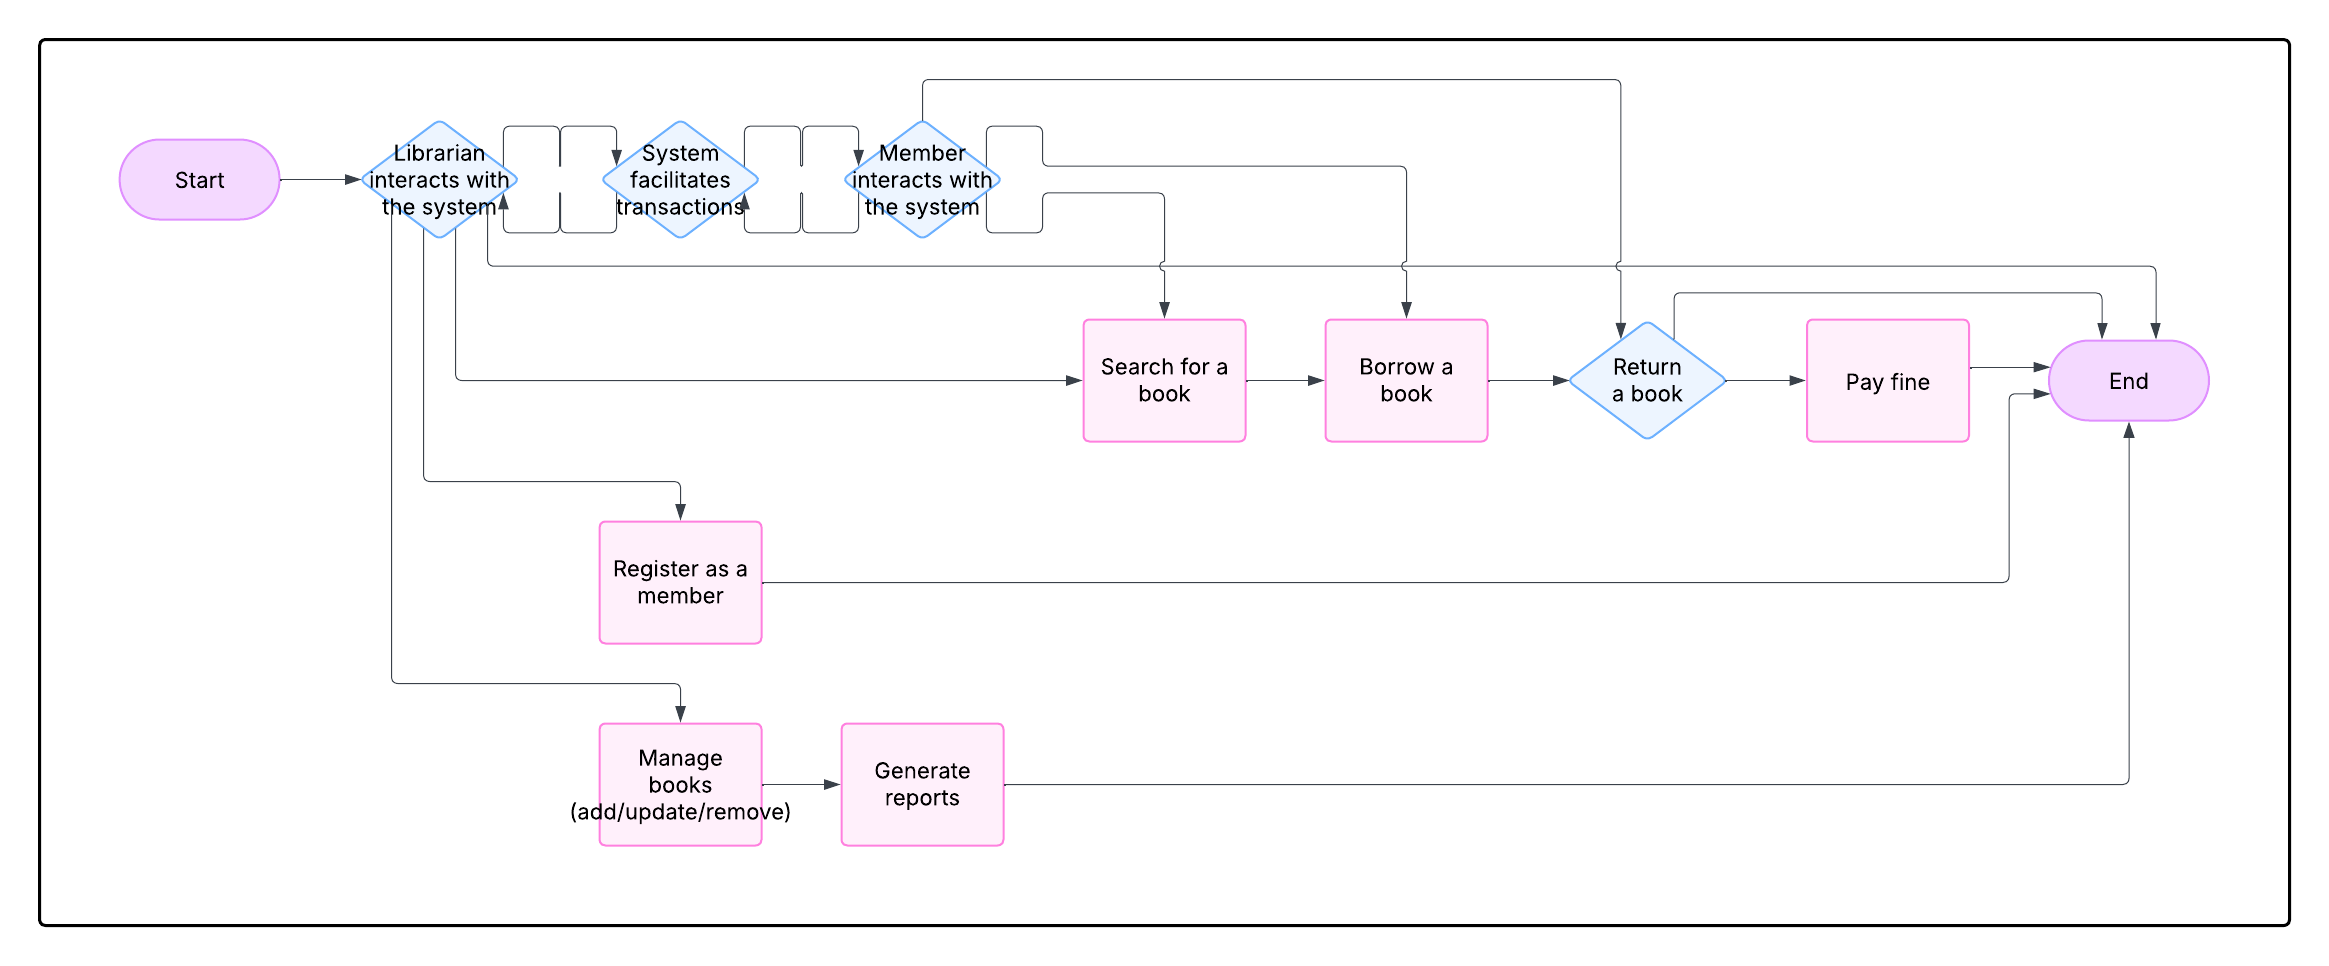 Start
Librarian
interacts with
the system
System
facilitates
transactions
Member
interacts with
the system
Search for a
book
Borrow a
book
Return
a book
Pay fine
End
Register as a
member
Manage
books
(add/update/remove)
Generate
reports